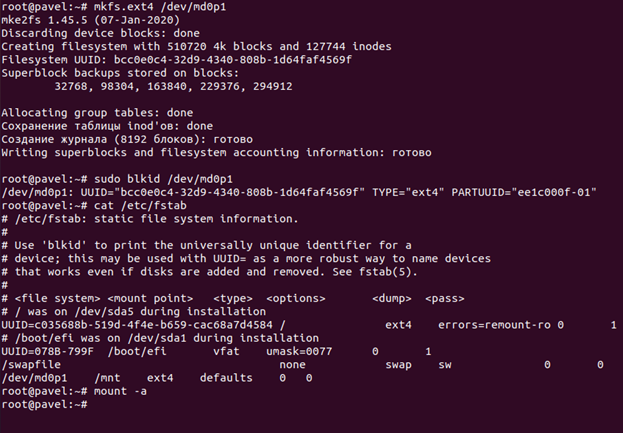 root@pavel:~# mkfs.ext4 /dev/md0p1
mke2fs 1.45.5 (07-Jan-2020)
Discarding device blocks: done
Creating filesystem with 510720 4k blocks and 127744 inodes
Filesystem UUID: bcc0e0c4-32d9-4340-808b-1d64faf4569f
Superblock backups stored on blocks:
        32768, 98304, 163840, 229376, 294912

Allocating group tables: done
Сохранение таблицы inod'ов: done
Создание журнала (8192 блоков): готово
Writing superblocks and filesystem accounting information: готово

root@pavel:~# sudo blkid /dev/md0p1
/dev/md0p1: UUID="bcc0e0c4-32d9-4340-808b-1d64faf4569f" TYPE="ext4" PARTUUID="ee1c000f-01"
root@pavel:~# cat /etc/fstab
# /etc/fstab: static file system information.
#
# Use 'blkid' to print the universally unique identifier for a
# device; this may be used with UUID= as a more robust way to name devices
# that works even if disks are added and removed. See fstab(5).
#
# <file system> <mount point>   <type>  <options>       <dump>  <pass>
# / was on /dev/sda5 during installation
UUID=c035688b-519d-4f4e-b659-cac68a7d4584 /               ext4    errors=remount-ro 0       1
# /boot/efi was on /dev/sda1 during installation
UUID=078B-799F  /boot/efi       vfat    umask=0077      0       1
/swapfile                                 none            swap    sw              0       0
/dev/md0p1    /mnt    ext4    defaults    0   0
root@pavel:~# mount -a
root@pavel:~#